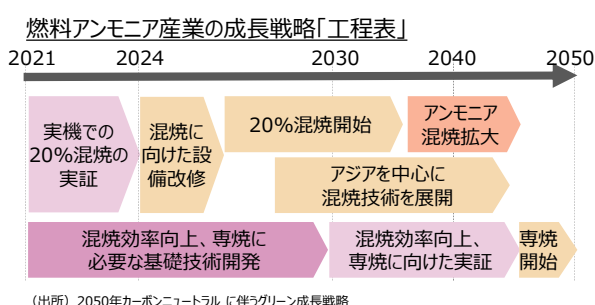 燃料アンモニア産業の成長戦略「工程表」
2021
2024
2030
2040
2050
実機での
20%混焼の
実証
混焼に
向けた設
備改修
20%混焼開始
アンモニア
混焼拡大
アジアを中心に
混焼技術を展開
混焼効率向上、専焼に
必要な基礎技術開発
混焼効率向上、
専焼に向けた実証
専焼
開始
（出所）2050年カーボンニュートラル に伴うグリーン成長戦略